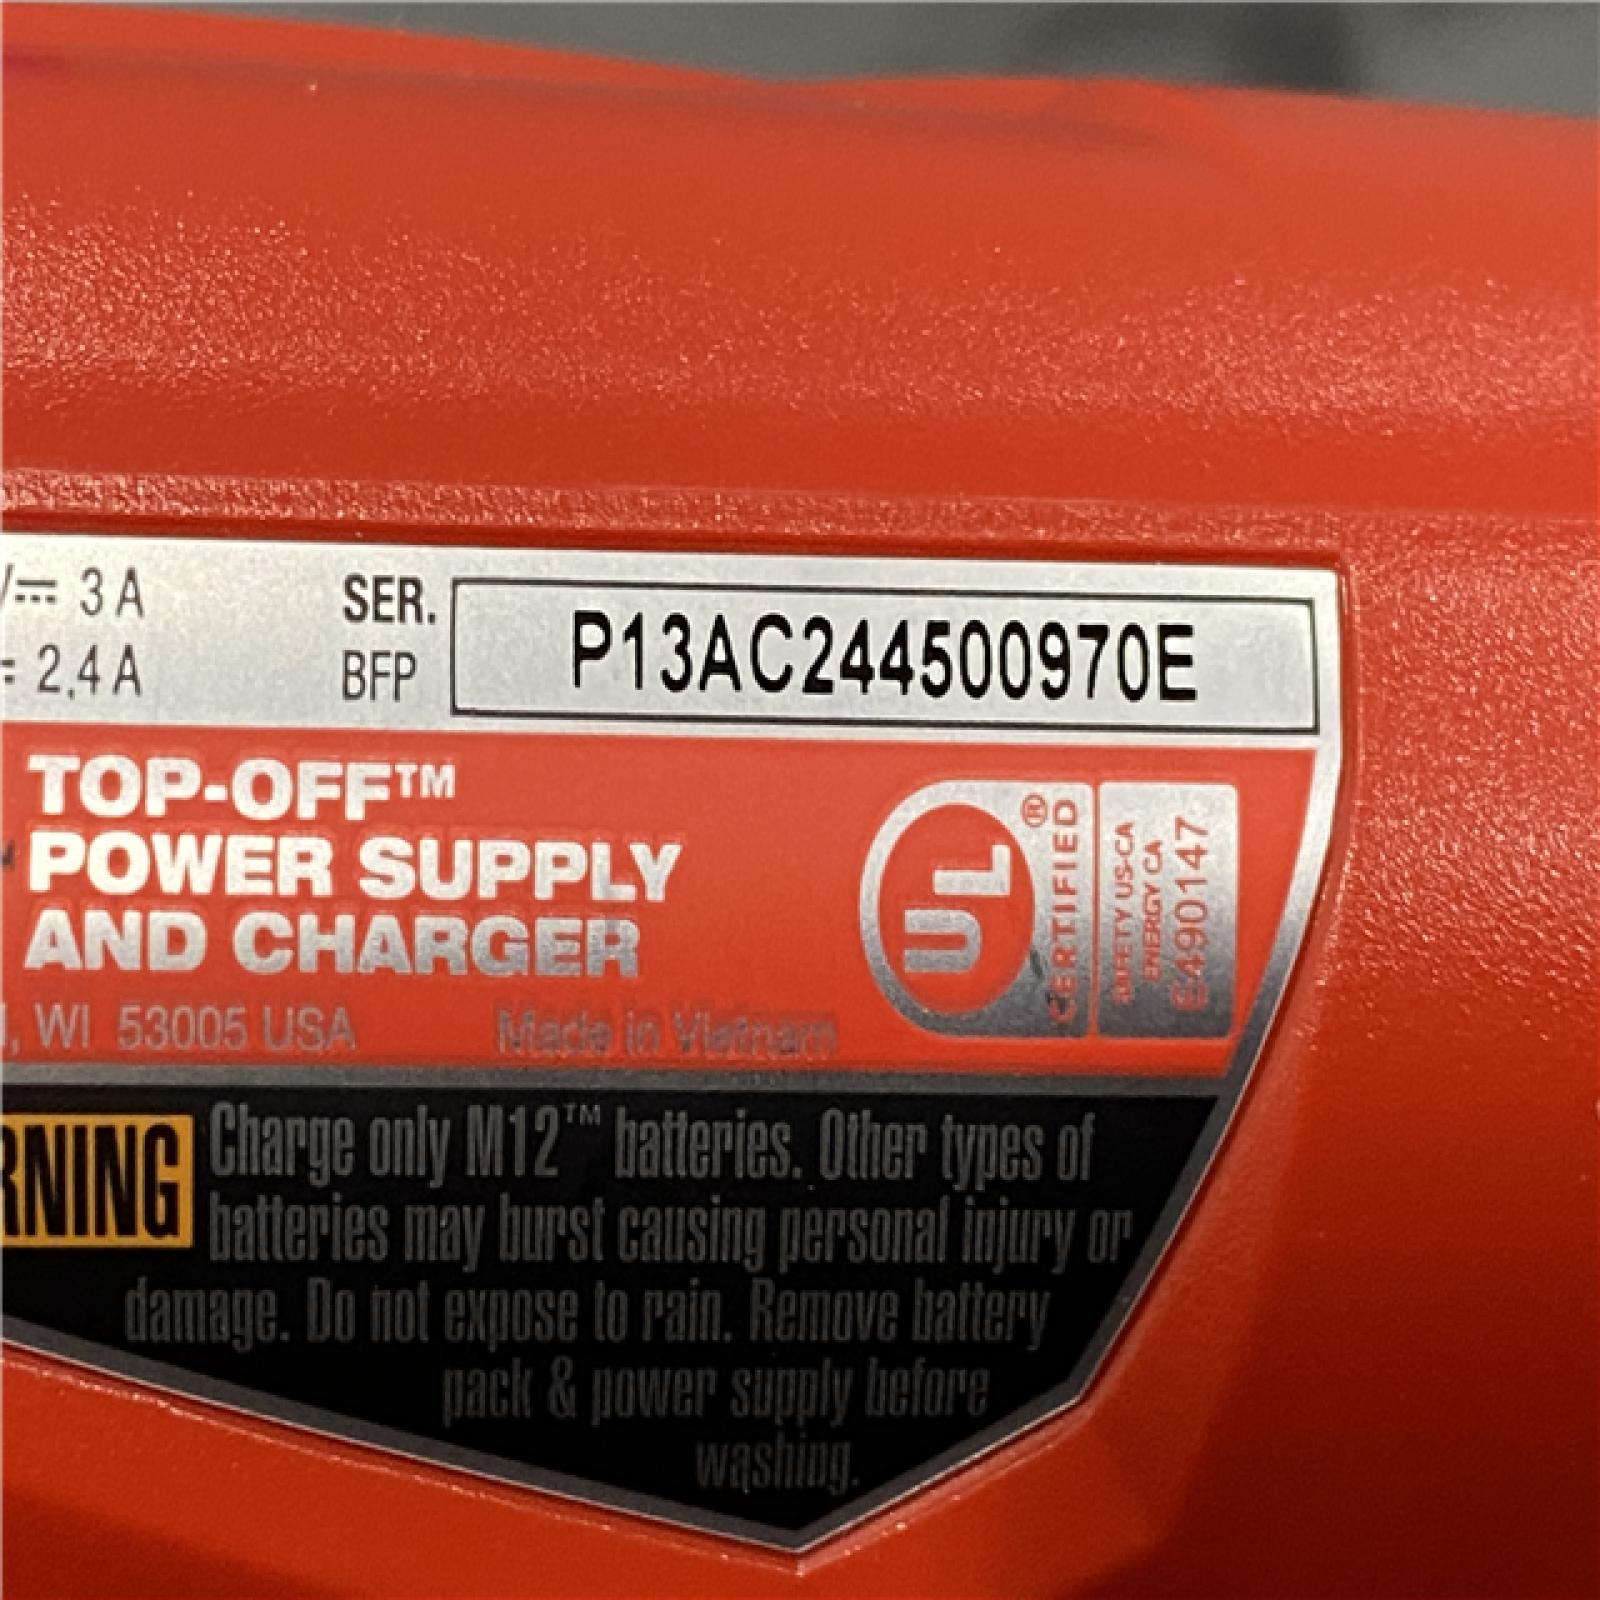 3 A
2.4 A
SER.
BFP
P13AC244500970E
TOP-OFF™
POWER SUPPLY
AND CHARGER
, WI 53005 USA
Made in Vietnam
UL
®
CERTIFIED
SAFETY US-CA
ENERGY CA
E490147
RNING
Charge only M12™ batteries. Other types of
batteries may burst causing personal injury or
damage. Do not expose to rain. Remove battery
pack & power supply before
washing.